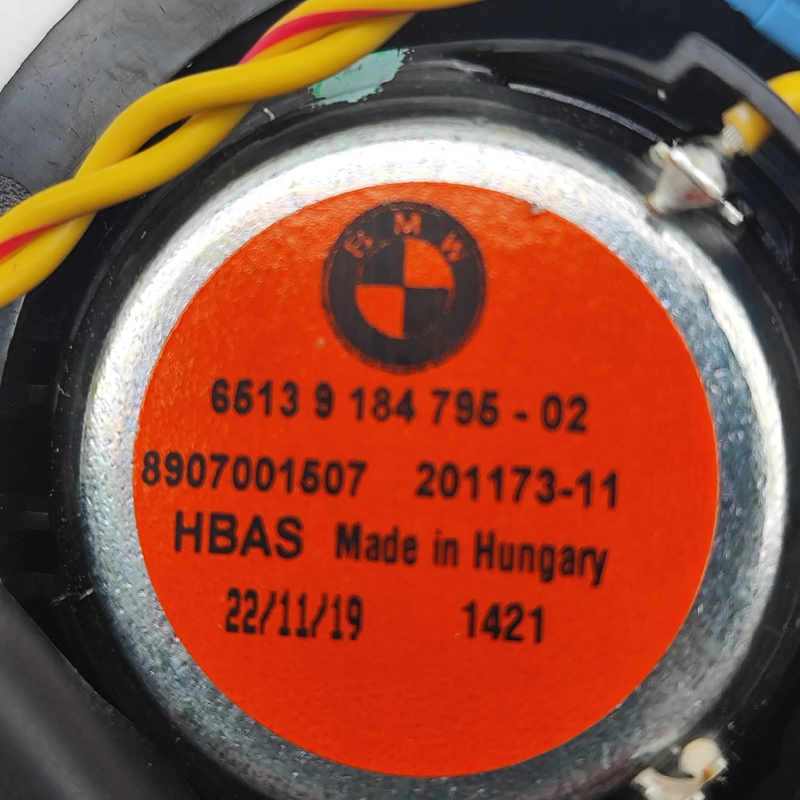 BMW
6513 9 184 795 - 02
8907001507 201173-11
HBAS Made in Hungary
22/11/19 1421